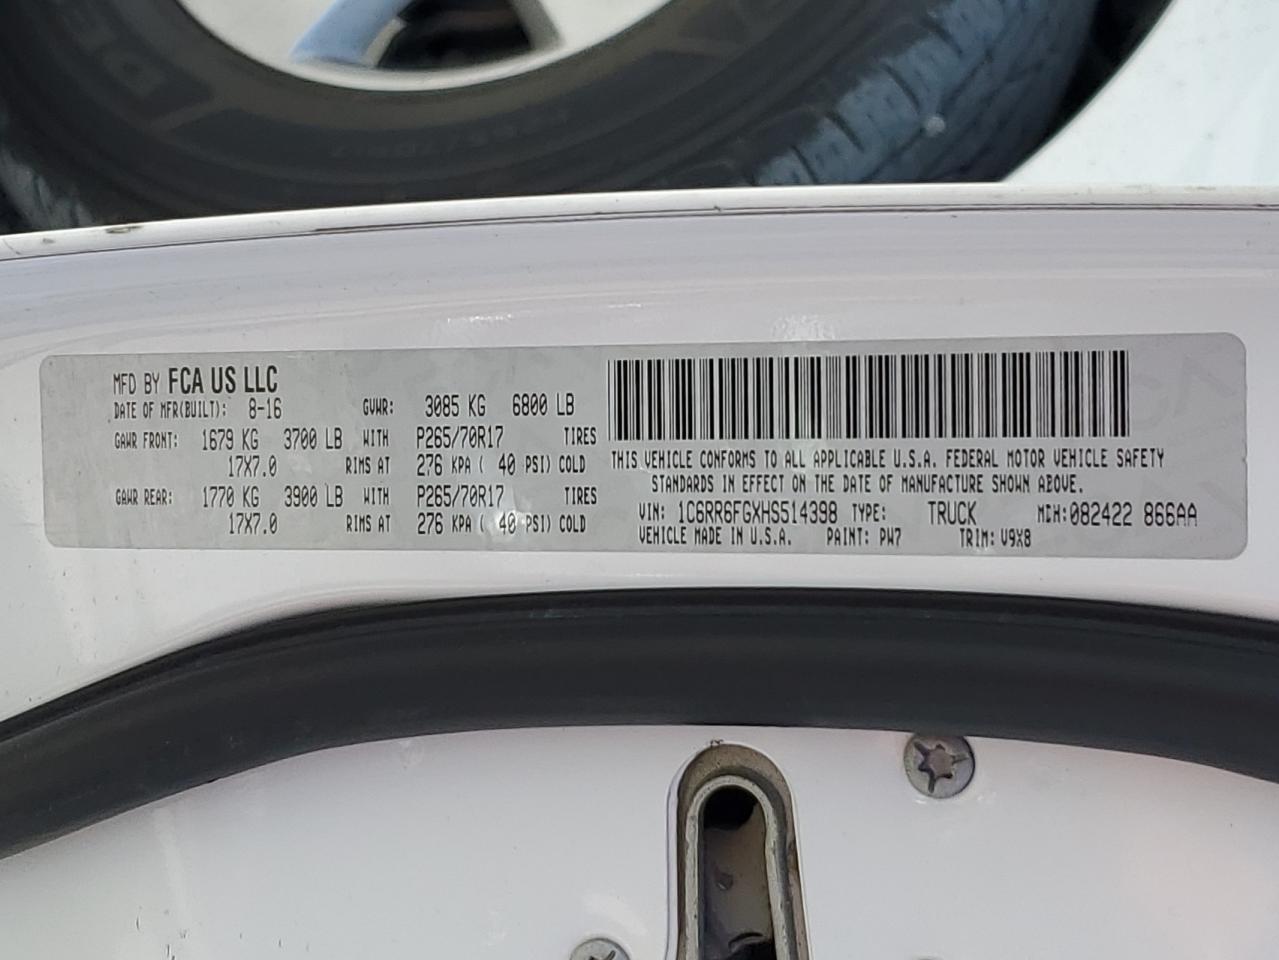 MFD BY FCA US LLC
DATE OF MFR(BUILT): 8-16 GVWR: 3085 KG 6800 LB
GAWR FRONT: 1679 KG 3700 LB WITH P265/70R17 TIRES
17X7.0 RIMS AT 276 KPA ( 40 PSI) COLD
GAWR REAR: 1770 KG 3900 LB WITH P265/70R17 TIRES
17X7.0 RIMS AT 276 KPA ( 40 PSI) COLD
THIS VEHICLE CONFORMS TO ALL APPLICABLE U.S.A. FEDERAL MOTOR VEHICLE SAFETY
STANDARDS IN EFFECT ON THE DATE OF MANUFACTURE SHOWN ABOVE.
VIN: 1C6RR6FGXHS514398 TYPE: TRUCK MDH:082422 866AA
VEHICLE MADE IN U.S.A. PAINT: PW7 TRIM: V9X8